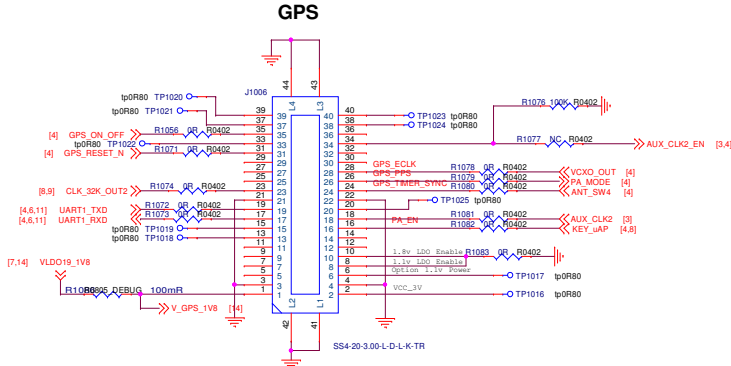 GPS
44
43
J1006
L4
L3
tp0R80 TP1020
tp0R80 TP1021
[4] GPS_ON_OFF R1056 0R R0402
tp0R80 TP1022
[4] GPS_RESET_N R1071 0R R0402
[8,9] CLK_32K_OUT2 R1074 0R R0402
[4,6,11] UART1_TXD R1072 0R R0402
[4,6,11] UART1_RXD R1073 0R R0402
tp0R80 TP1019
tp0R80 TP1018
39
37
35
33
31
29
27
25
23
21
19
17
15
13
11
9
7
5
3
1
39
37
35
33
31
29
27
25
23
21
19
17
15
13
11
9
7
5
3
1
40
38
36
34
32
30
28
26
24
22
20
18
16
14
12
10
8
6
4
2
40
38
36
34
32
30
28
26
24
22
20
18
16
14
12
10
8
6
4
2
TP1023 tp0R80
TP1024 tp0R80
R1076 100K R0402
R1077 NC R0402 AUX_CLK2_EN [3,4]
GPS_ECLK R1078 0R R0402 VCXO_OUT [4]
GPS_PPS R1079 0R R0402 PA_MODE [4]
GPS_TIMER_SYNC R1080 0R R0402 ANT_SW4 [4]
TP1025 tp0R80
R1081 0R R0402 AUX_CLK2 [3]
PA_EN R1082 0R R0402 KEY_uAP [4,8]
1.8v LDO Enable R1083 0R R0402
1.1v LDO Enable
Option 1.1v Power
TP1017 tp0R80
VCC_3V
TP1016 tp0R80
[7,14] VLDO19_1V8
R0805_DEBUG 100mR
V_GPS_1V8 [14]
L2
L1
42
41
SS4-20-3.00-L-D-L-K-TR